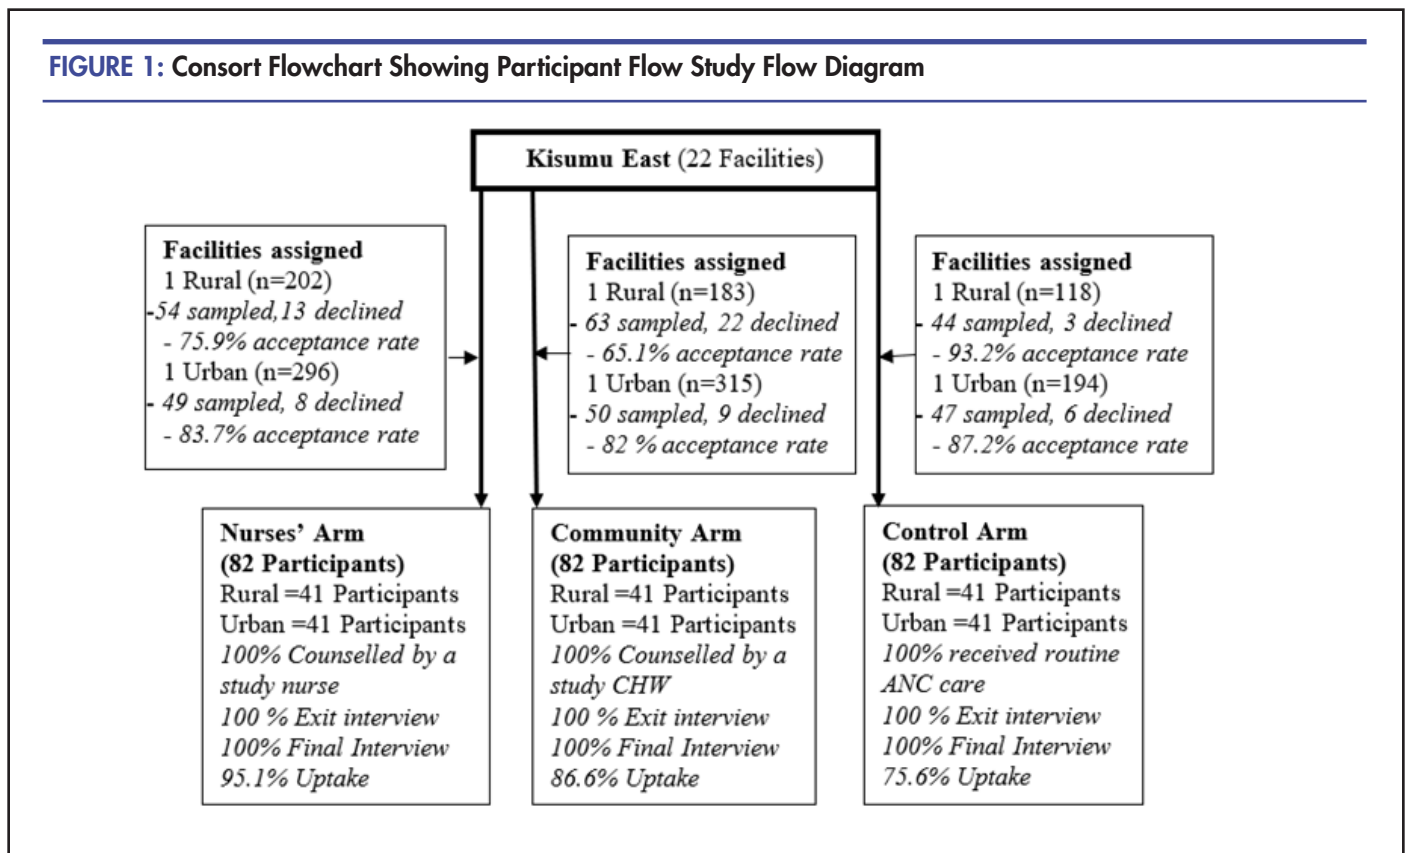 FIGURE 1: Consort Flowchart Showing Participant Flow Study Flow Diagram
Kisumu East (22 Facilities)
Facilities assigned
1 Rural (n=202)
-54 sampled,13 declined
- 75.9% acceptance rate
1 Urban (n=296)
- 49 sampled, 8 declined
- 83.7% acceptance rate
Facilities assigned
1 Rural (n=183)
- 63 sampled, 22 declined
- 65.1% acceptance rate
1 Urban (n=315)
- 50 sampled, 9 declined
- 82 % acceptance rate
Facilities assigned
1 Rural (n=118)
- 44 sampled, 3 declined
- 93.2% acceptance rate
1 Urban (n=194)
- 47 sampled, 6 declined
- 87.2% acceptance rate
Nurses’ Arm
(82 Participants)
Rural =41 Participants
Urban =41 Participants
100% Counselled by a
study nurse
100 % Exit interview
100% Final Interview
95.1% Uptake
Community Arm
(82 Participants)
Rural =41 Participants
Urban =41 Participants
100% Counselled by a
study CHW
100 % Exit interview
100% Final Interview
86.6% Uptake
Control Arm
(82 Participants)
Rural =41 Participants
Urban =41 Participants
100% received routine
ANC care
100 % Exit interview
100% Final Interview
75.6% Uptake